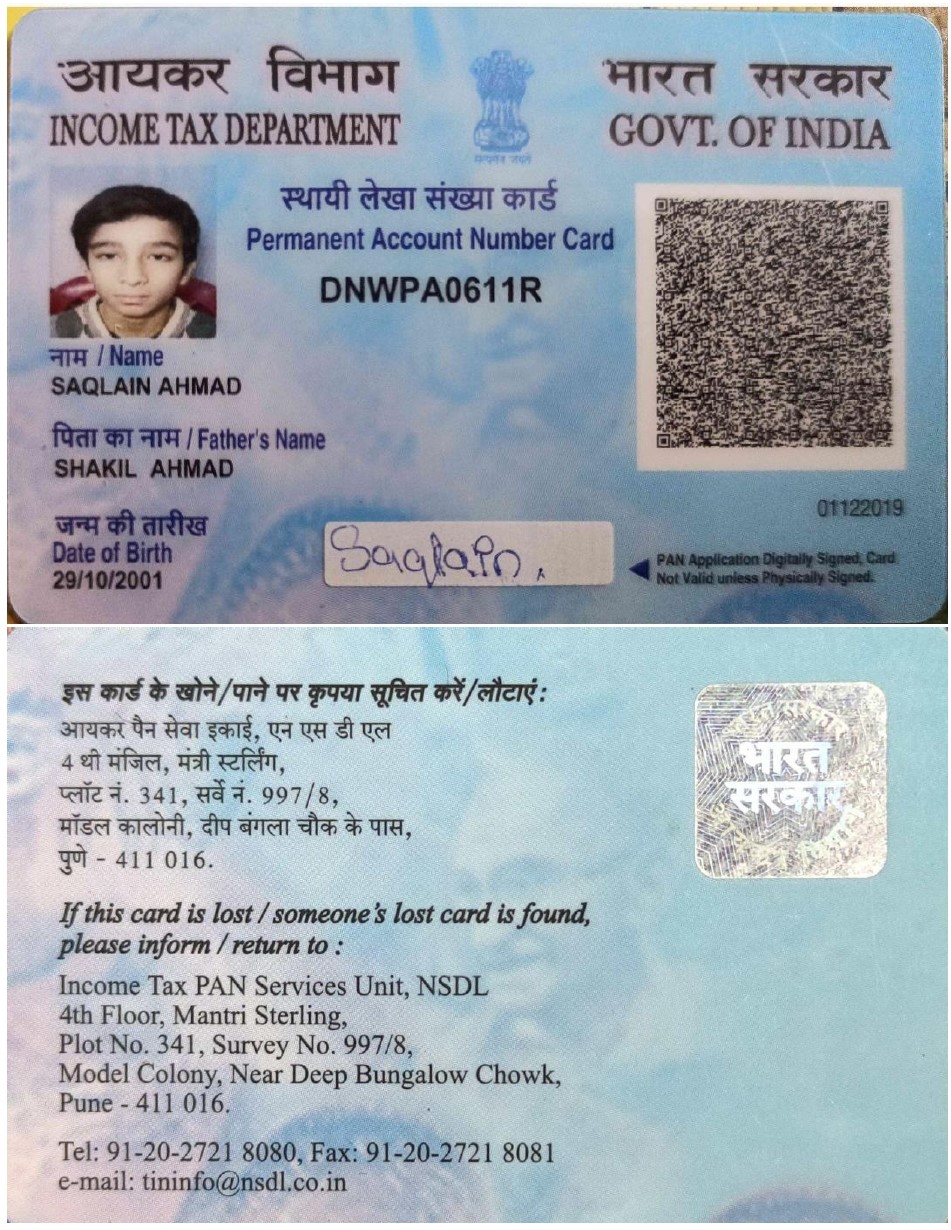 आयकर विभाग
INCOME TAX DEPARTMENT
सत्यमेव जयते
भारत सरकार
GOVT. OF INDIA
स्थायी लेखा संख्या कार्ड
Permanent Account Number Card
DNWPA0611R
नाम / Name
SAQLAIN AHMAD
पिता का नाम / Father's Name
SHAKIL AHMAD
जन्म की तारीख
Date of Birth
29/10/2001
Saqlain.
01122019
PAN Application Digitally Signed, Card
Not Valid unless Physically Signed.
इस कार्ड के खोने/पाने पर कृपया सूचित करें/लौटाएं :
आयकर पैन सेवा इकाई, एन एस डी एल
4 थी मंजिल, मंत्री स्टर्लिंग,
प्लॉट नं. 341, सर्वे नं. 997/8,
मॉडल कालोनी, दीप बंगला चौक के पास,
पुणे - 411 016.
भारत सरकार
भारत
सरकार
If this card is lost / someone's lost card is found,
please inform / return to :
Income Tax PAN Services Unit, NSDL
4th Floor, Mantri Sterling,
Plot No. 341, Survey No. 997/8,
Model Colony, Near Deep Bungalow Chowk,
Pune - 411 016.
Tel: 91-20-2721 8080, Fax: 91-20-2721 8081
e-mail: tininfo@nsdl.co.in